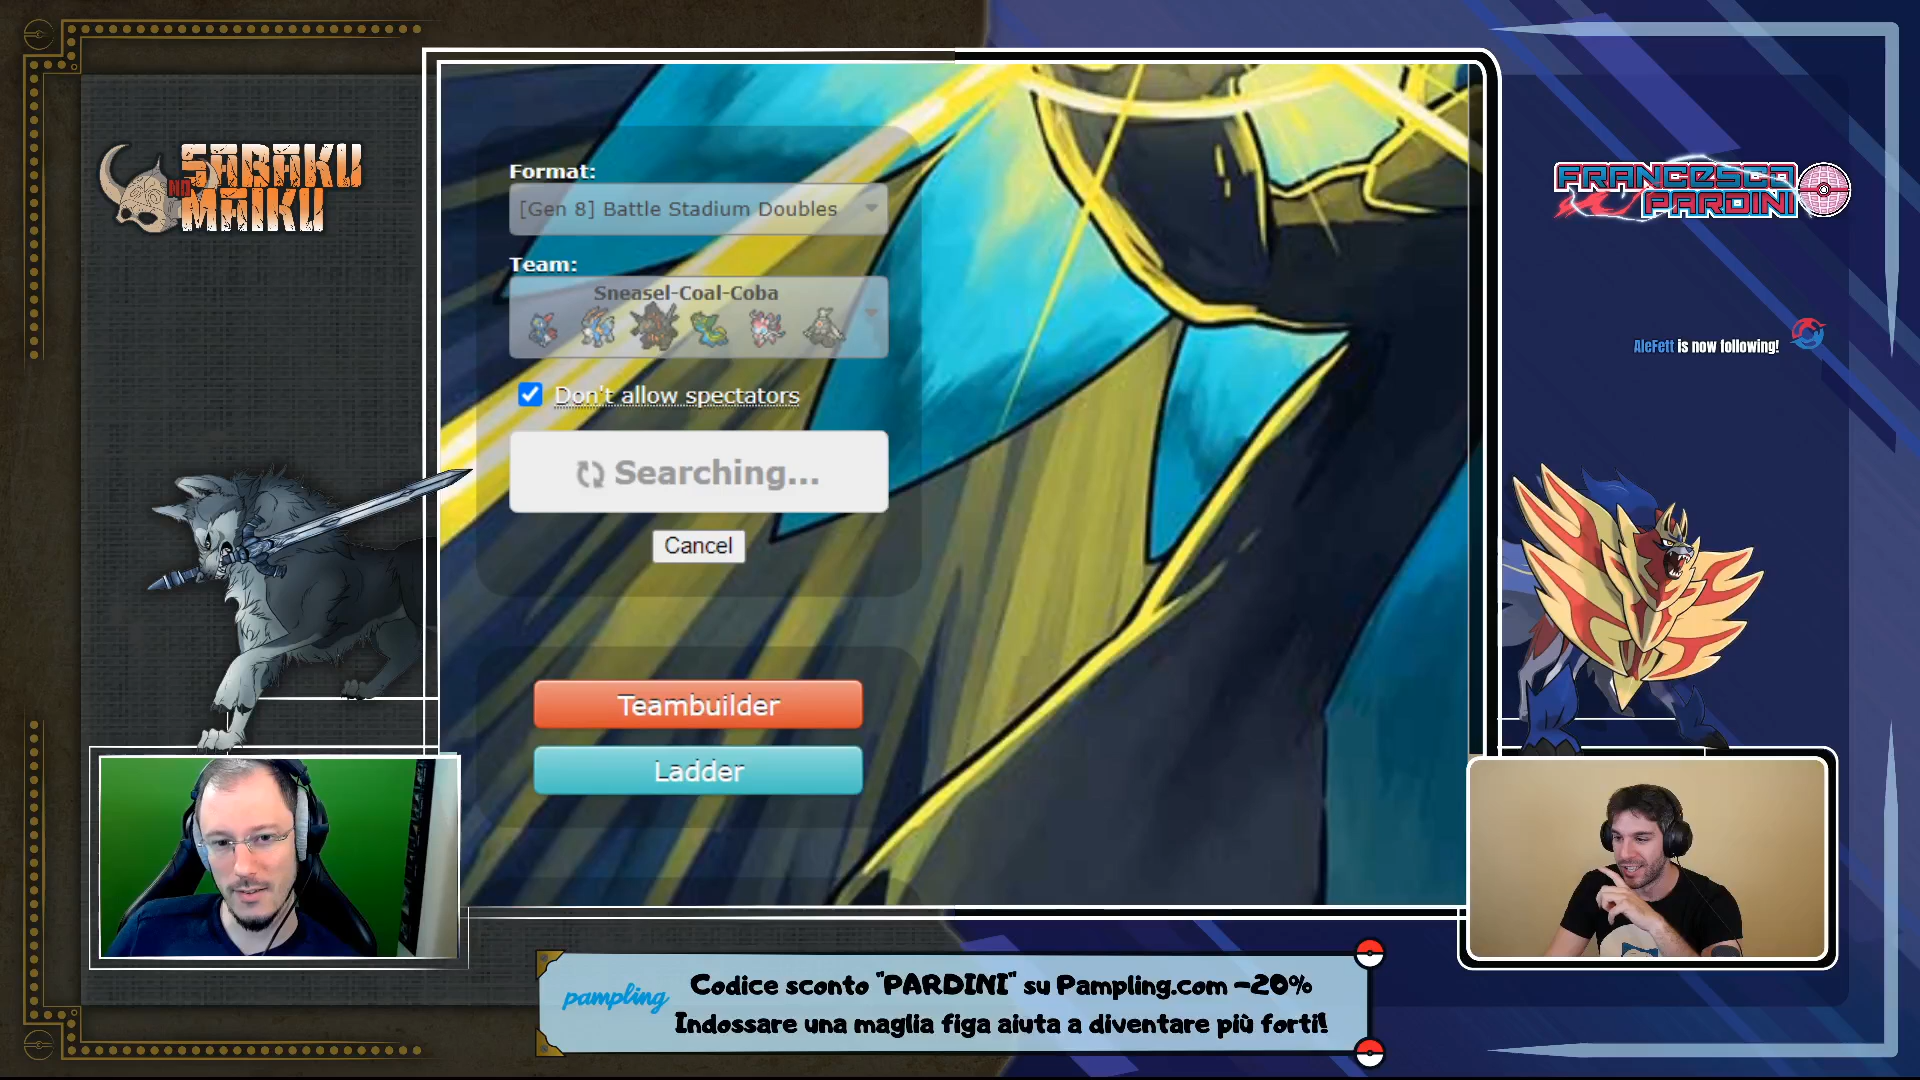 SABAKU
NO
MAIKU
FRANCESCO
PARDINI
Format:
[Gen 8] Battle Stadium Doubles
Team:
Sneasel-Coal-Coba
Don't allow spectators
Searching...
Cancel
Teambuilder
Ladder
AleFett is now following!
pampling
Codice sconto "PARDINI" su Pampling.com -20%
Indossare una maglia figa aiuta a diventare più forti!